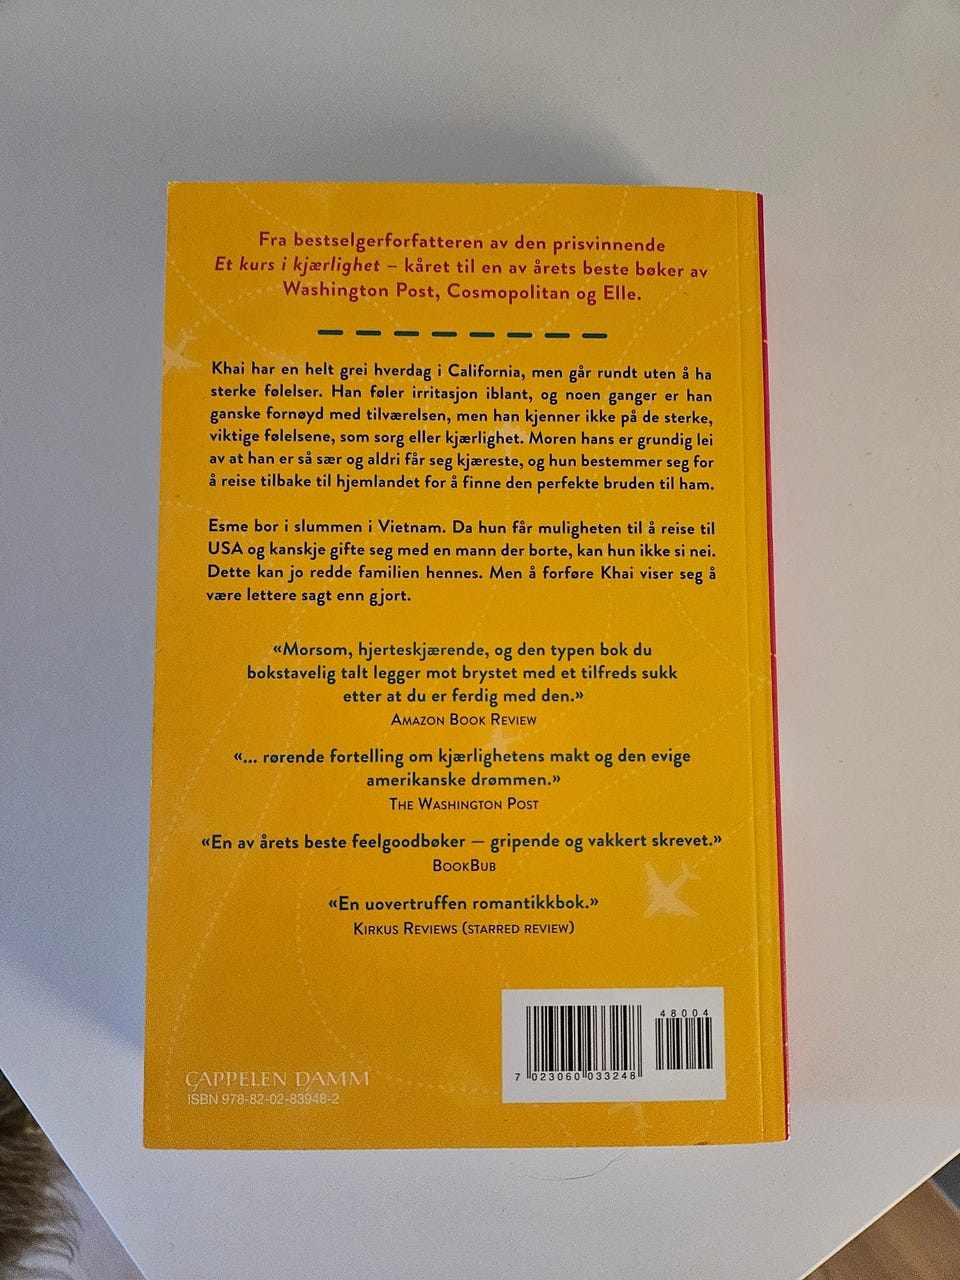 Fra bestselgerforfatteren av den prisvinnende
Et kurs i kjærlighet – kåret til en av årets beste bøker av
Washington Post, Cosmopolitan og Elle.
Khai har en helt grei hverdag i California, men går rundt uten å ha
sterke følelser. Han føler irritasjon iblant, og noen ganger er han
ganske fornøyd med tilværelsen, men han kjenner ikke på de sterke,
viktige følelsene, som sorg eller kjærlighet. Moren hans er grundig lei
av at han er så sær og aldri får seg kjæreste, og hun bestemmer seg for
å reise tilbake til hjemlandet for å finne den perfekte bruden til ham.
Esme bor i slummen i Vietnam. Da hun får muligheten til å reise til
USA og kanskje gifte seg med en mann der borte, kan hun ikke si nei.
Dette kan jo redde familien hennes. Men å forføre Khai viser seg å
være lettere sagt enn gjort.
«Morsom, hjerteskjærende, og den typen bok du
bokstavelig talt legger mot brystet med et tilfreds sukk
etter at du er ferdig med den.»
Amazon Book Review
«... rørende fortelling om kjærlighetens makt og den evige
amerikanske drømmen.»
The Washington Post
«En av årets beste feelgoodbøker — gripende og vakkert skrevet.»
BookBub
«En uovertruffen romantikkbok.»
Kirkus Reviews (starred review)
48004
7 023060 033248
CAPPELEN DAMM
ISBN 978-82-02-83948-2